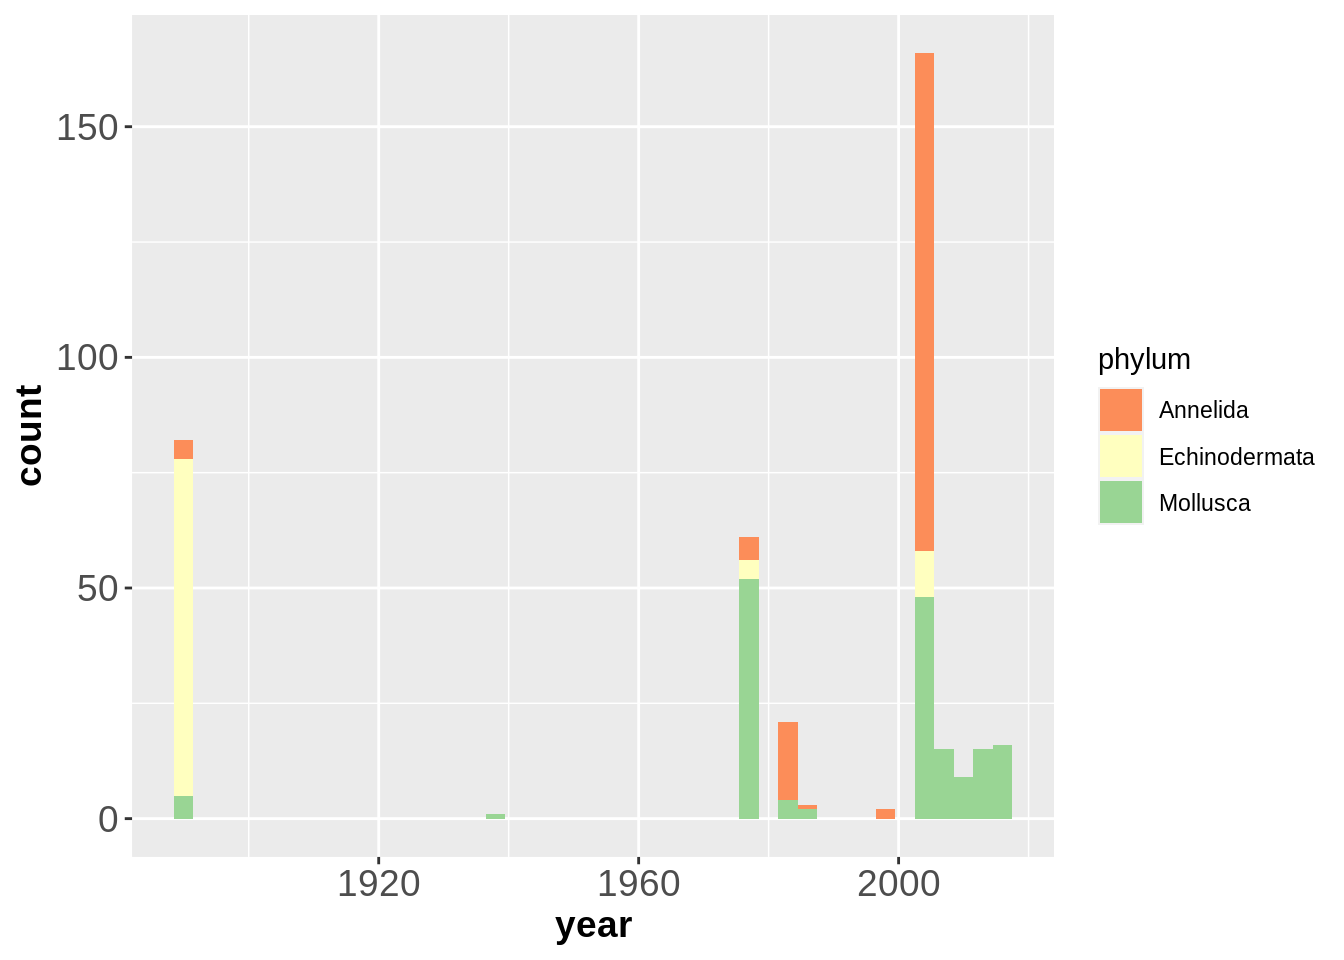 150
100
50
0
count
1920
1960
2000
year
phylum
Annelida
Echinodermata
Mollusca